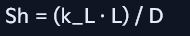 Sh = (k_L · L) / D